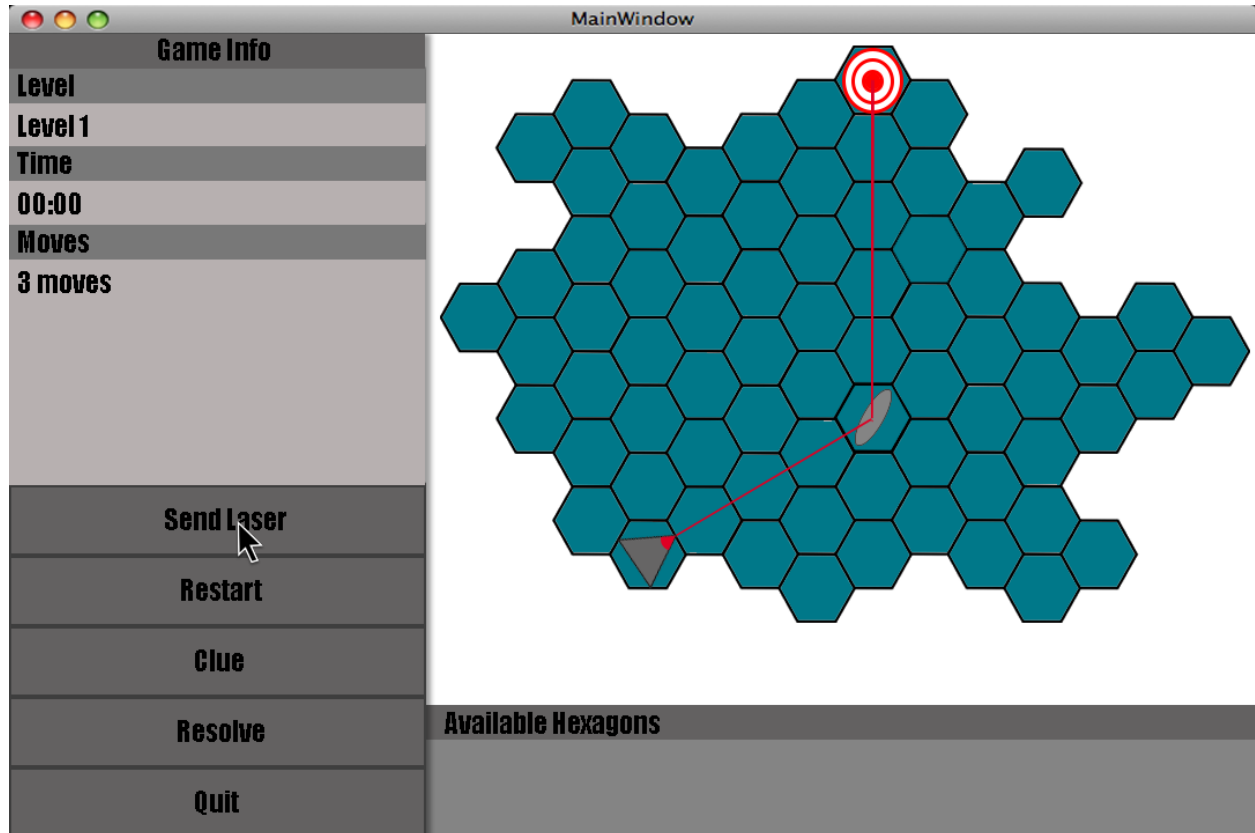 MainWindow
Game Info
Level
Level 1
Time
00:00
Moves
3 moves
Send Laser
Restart
Clue
Resolve
Quit
Available Hexagons